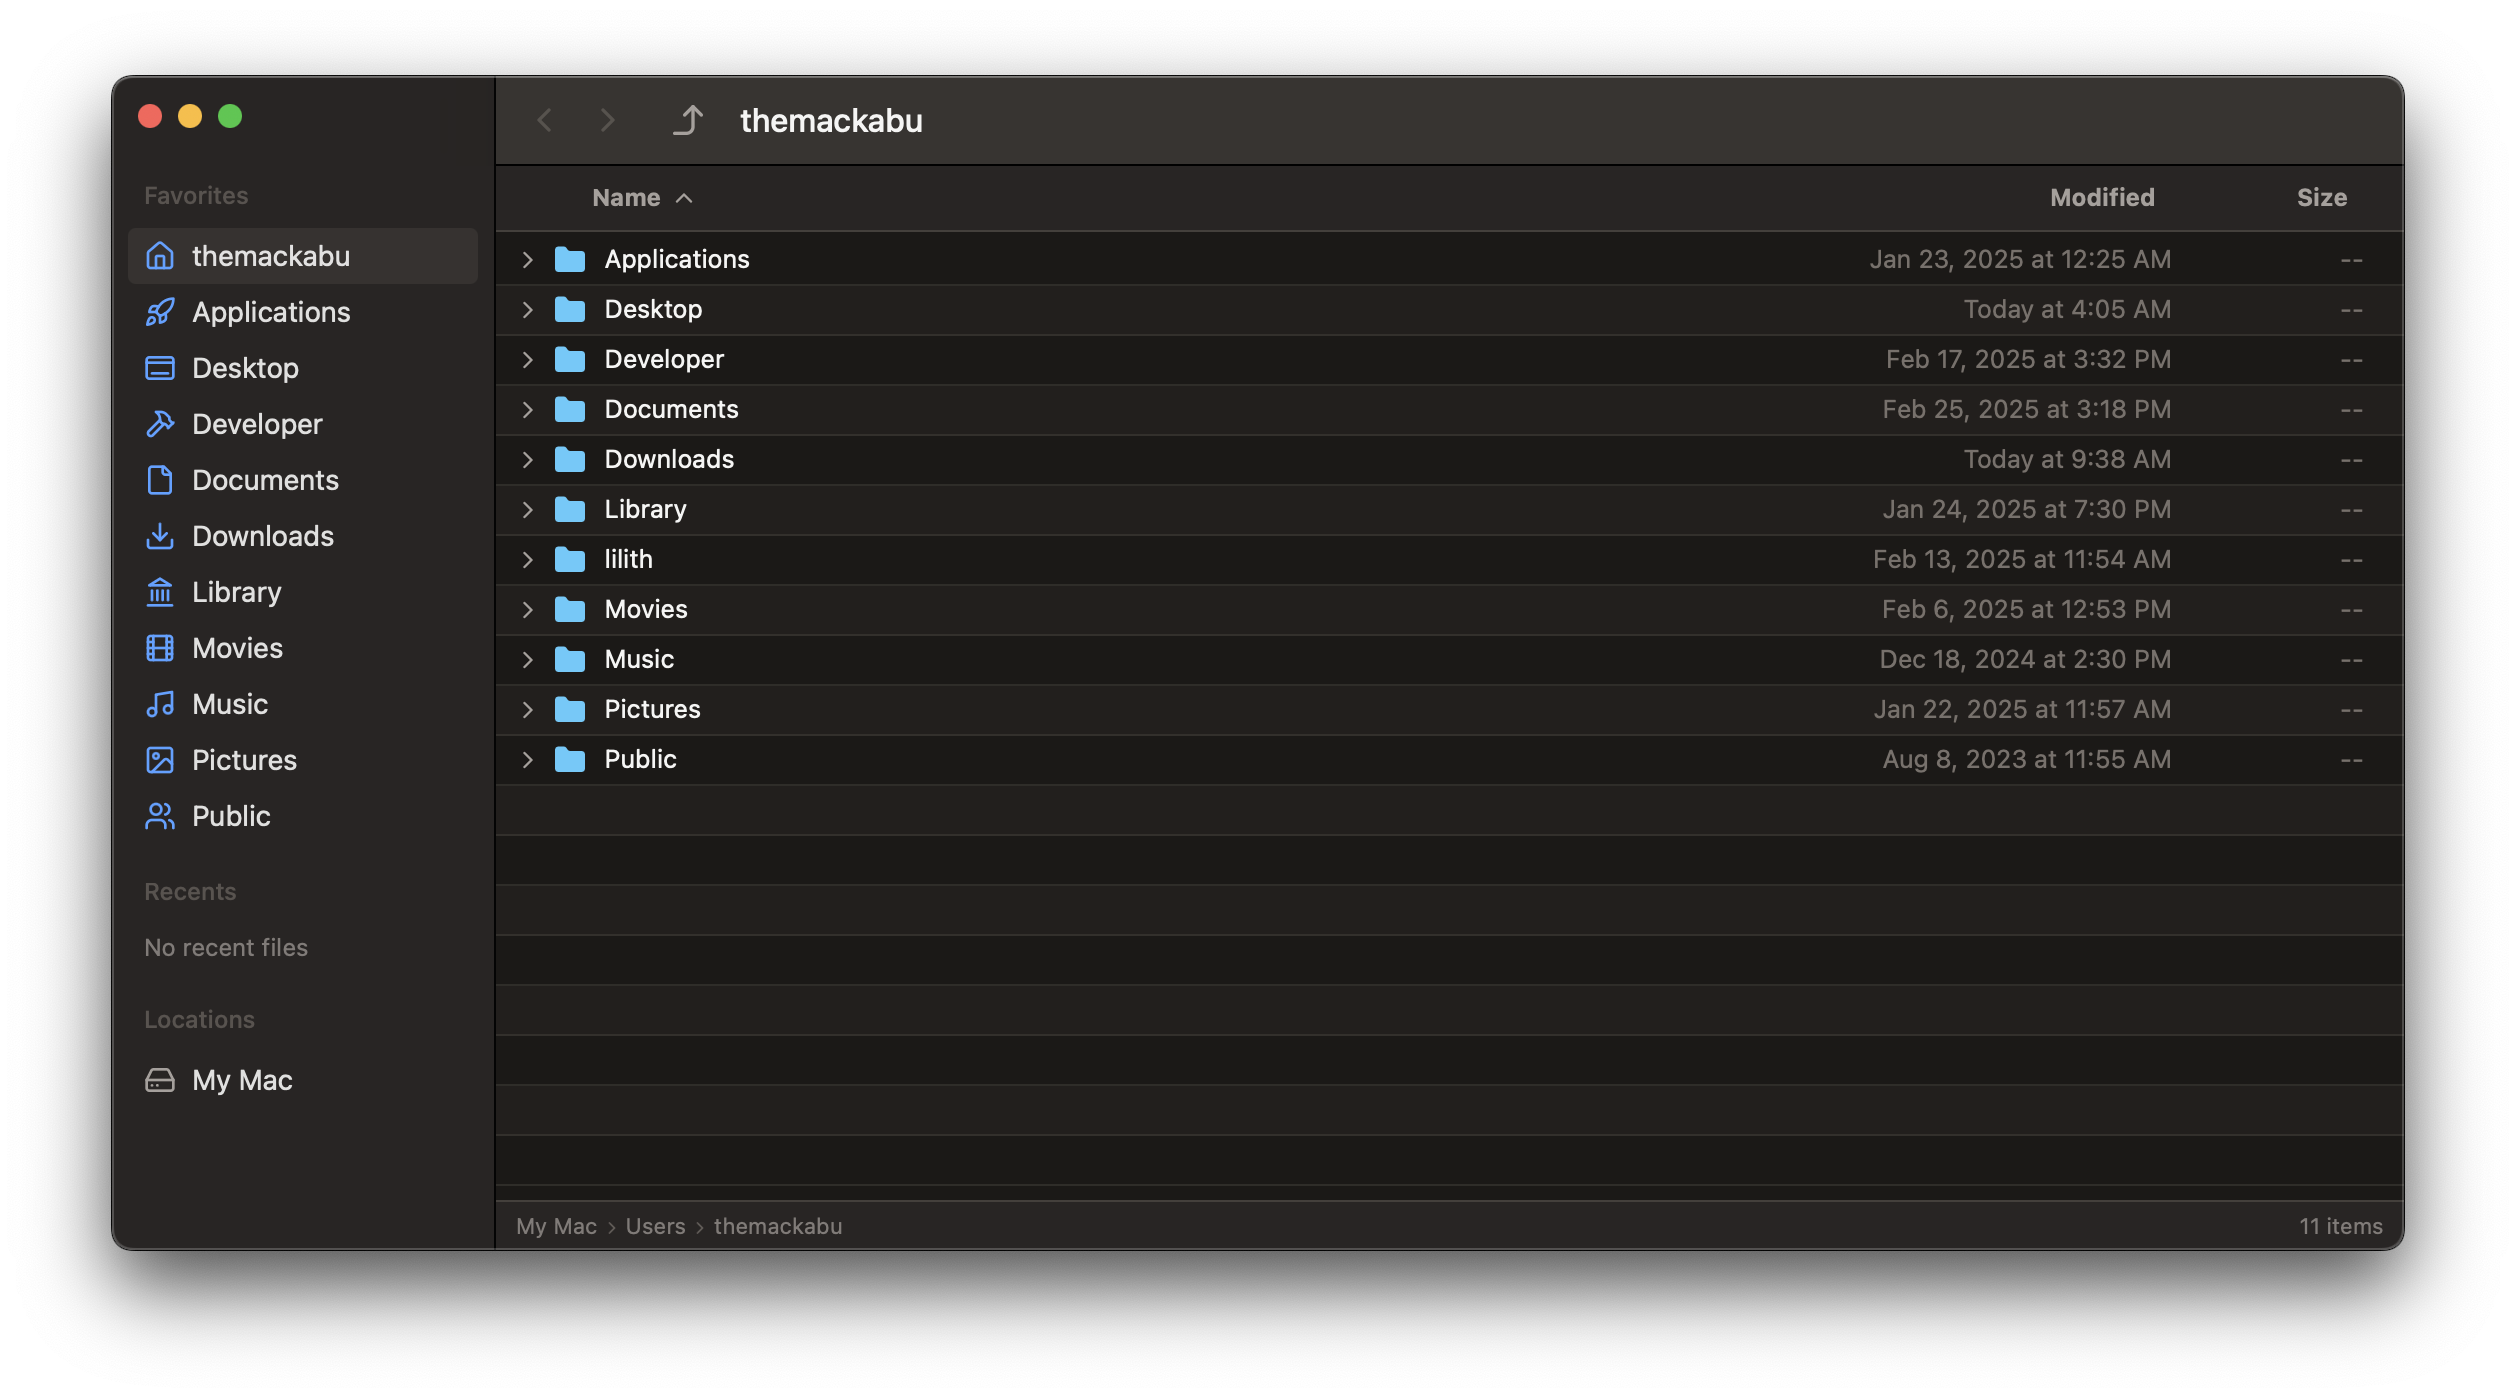 themackabu
Favorites
themackabu
Applications
Desktop
Developer
Documents
Downloads
Library
Movies
Music
Pictures
Public
Recents
No recent files
Locations
My Mac
Name Modified Size
Applications Jan 23, 2025 at 12:25 AM --
Desktop Today at 4:05 AM --
Developer Feb 17, 2025 at 3:32 PM --
Documents Feb 25, 2025 at 3:18 PM --
Downloads Today at 9:38 AM --
Library Jan 24, 2025 at 7:30 PM --
lilith Feb 13, 2025 at 11:54 AM --
Movies Feb 6, 2025 at 12:53 PM --
Music Dec 18, 2024 at 2:30 PM --
Pictures Jan 22, 2025 at 11:57 AM --
Public Aug 8, 2023 at 11:55 AM --
My Mac › Users › themackabu 11 items